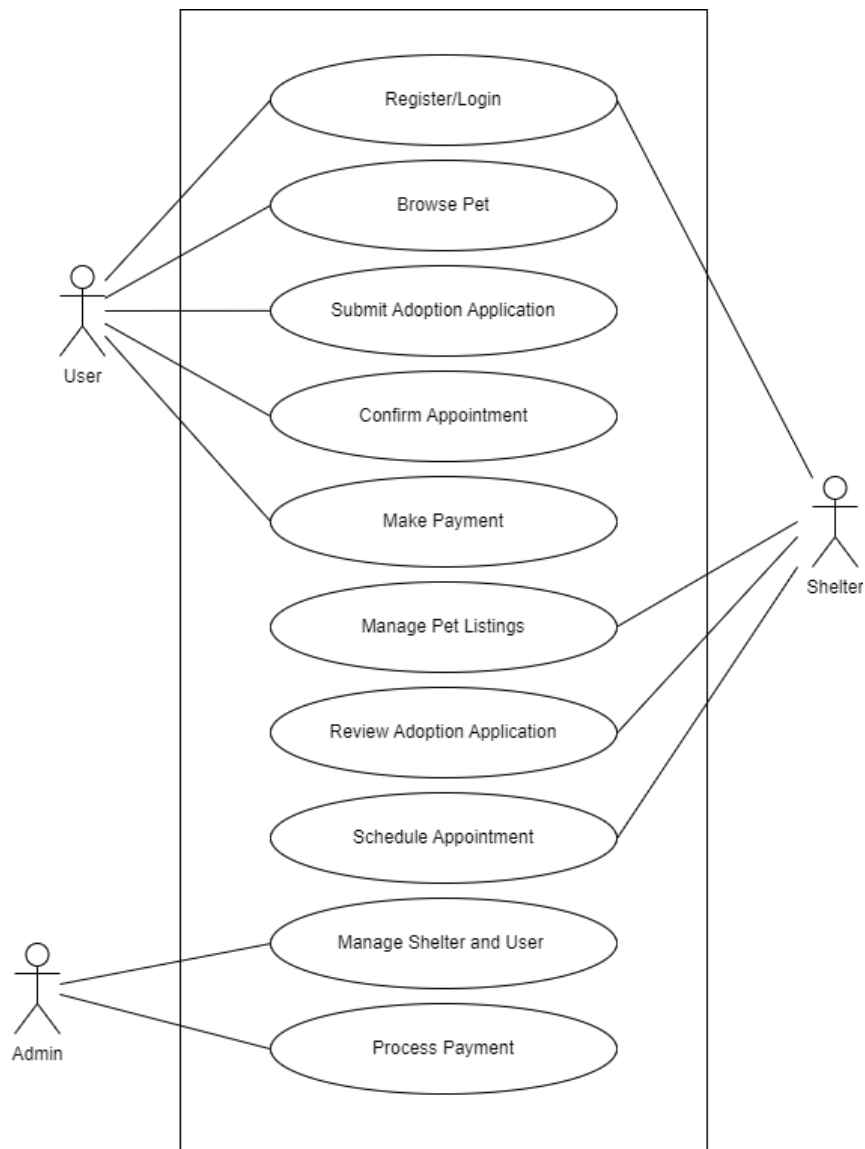 Register/Login
Browse Pet
Submit Adoption Application
User
Confirm Appointment
Make Payment
Shelter
Manage Pet Listings
Review Adoption Application
Schedule Appointment
Manage Shelter and User
Admin
Process Payment